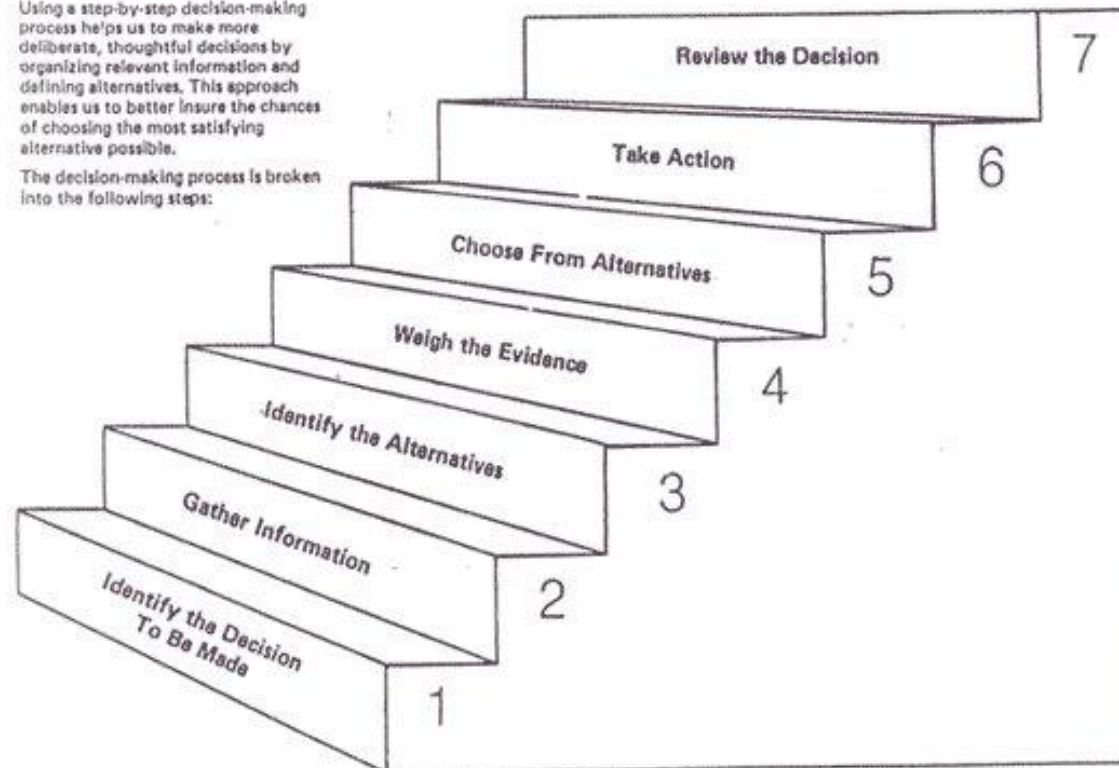 Using a step-by-step decision-making
process helps us to make more
deliberate, thoughtful decisions by
organizing relevant information and
defining alternatives. This approach
enables us to better insure the chances
of choosing the most satisfying
alternative possible.
The decision-making process is broken
into the following steps:
Review the Decision
7
Take Action
6
Choose From Alternatives
5
Weigh the Evidence
4
Identify the Alternatives
3
Gather Information
2
Identify the Decision
To Be Made
1